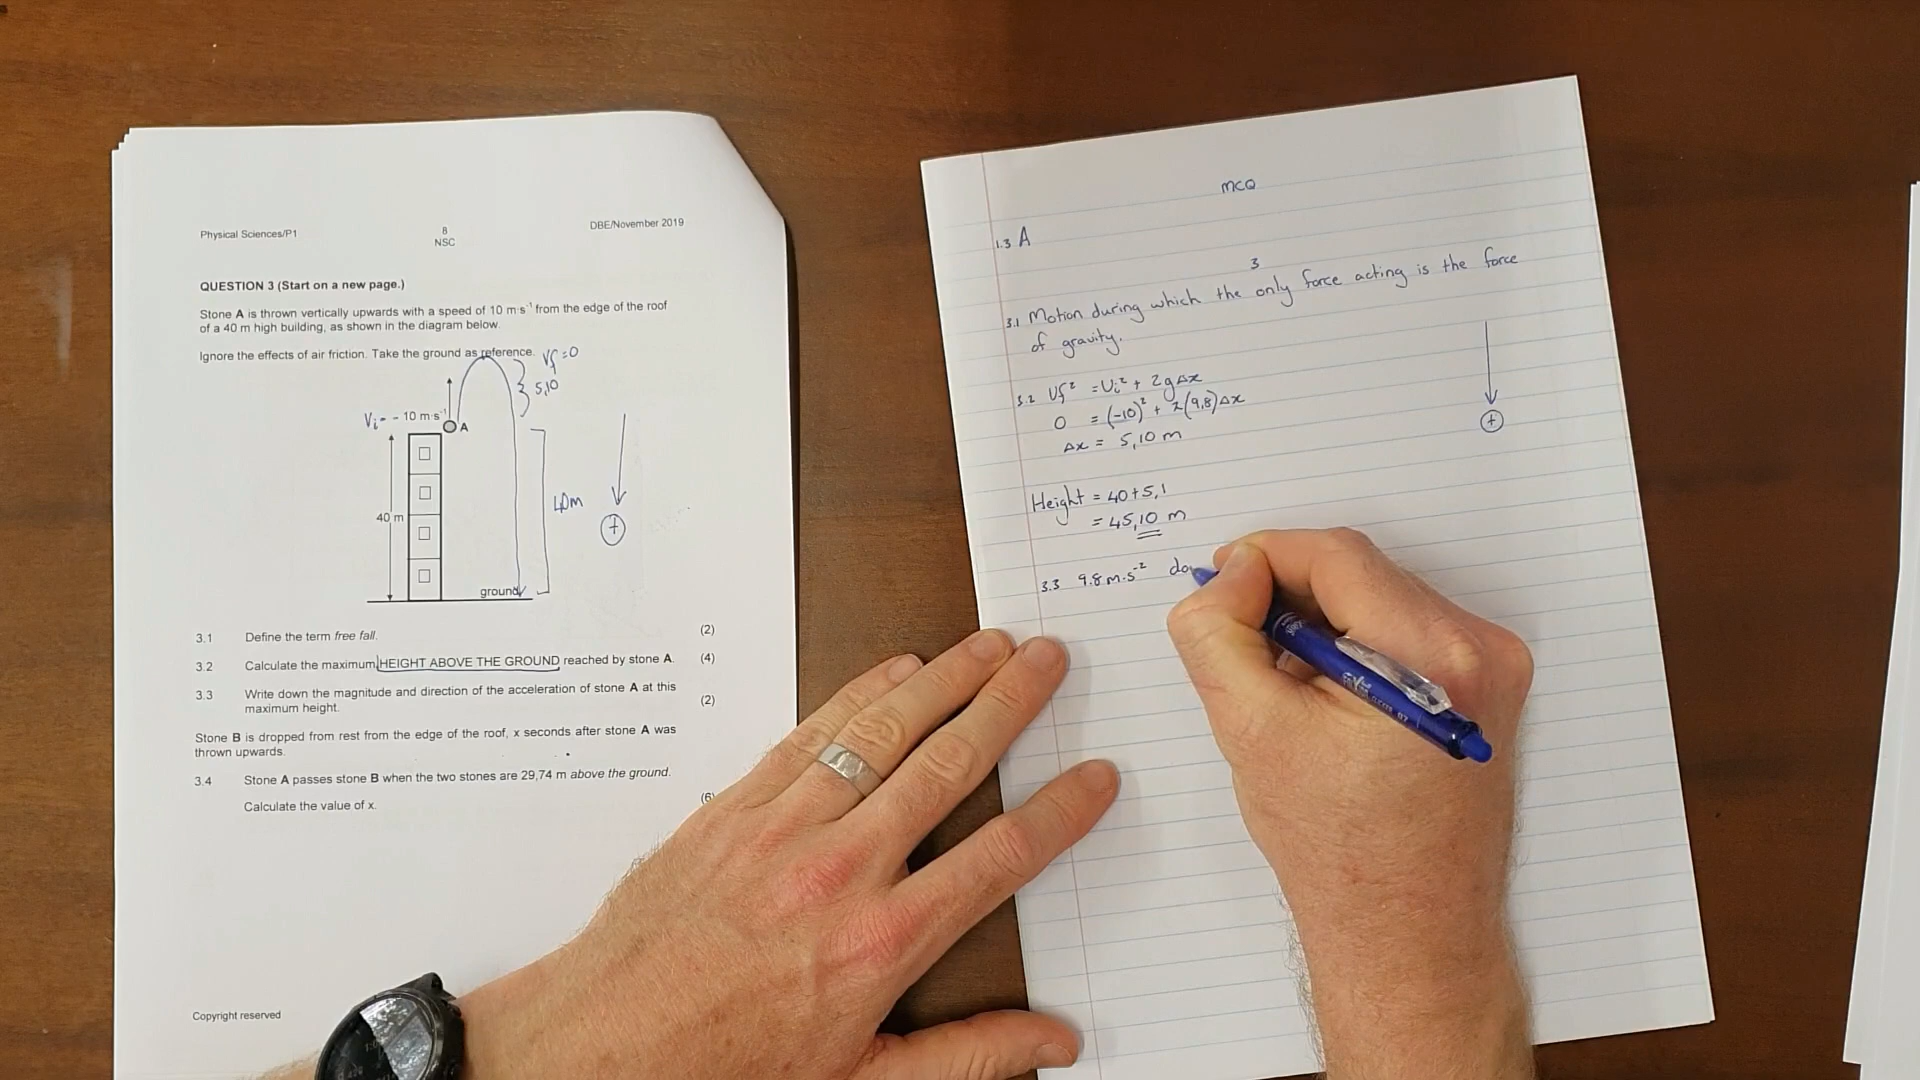 Physical Sciences/P1
8
NSC
DBE/November 2019
QUESTION 3 (Start on a new page.)
Stone A is thrown vertically upwards with a speed of 10 m·s⁻¹ from the edge of the roof
of a 40 m high building, as shown in the diagram below.
Ignore the effects of air friction. Take the ground as reference.
Vf=0
5,10
Vi= - 10 m·s⁻¹
A
40 m
40m
+
ground
3.1 Define the term free fall. (2)
3.2 Calculate the maximum HEIGHT ABOVE THE GROUND reached by stone A. (4)
3.3 Write down the magnitude and direction of the acceleration of stone A at this
maximum height. (2)
Stone B is dropped from rest from the edge of the roof, x seconds after stone A was
thrown upwards.
3.4 Stone A passes stone B when the two stones are 29,74 m above the ground.
Calculate the value of x. (6)
Copyright reserved
MCQ
1.3 A
3
3.1 Motion during which the only force acting is the force
of gravity.
3.2 Vf² = Vi² + 2gΔx
0 = (-10)² + 2(9,8)Δx
Δx = 5,10 m
+
Height = 40+5,1
= 45,10 m
3.3 9.8m·s⁻² do